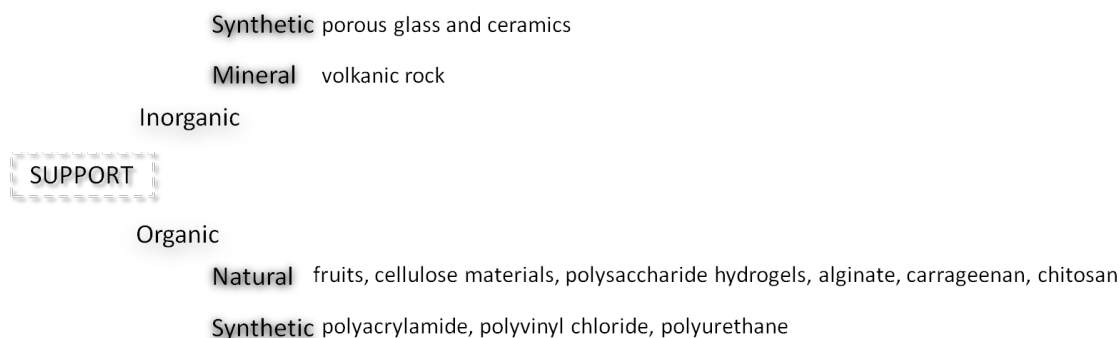 Synthetic porous glass and ceramics
Mineral volkanic rock
Inorganic
SUPPORT
Organic
Natural fruits, cellulose materials, polysaccharide hydrogels, alginate, carrageenan, chitosan
Synthetic polyacrylamide, polyvinyl chloride, polyurethane